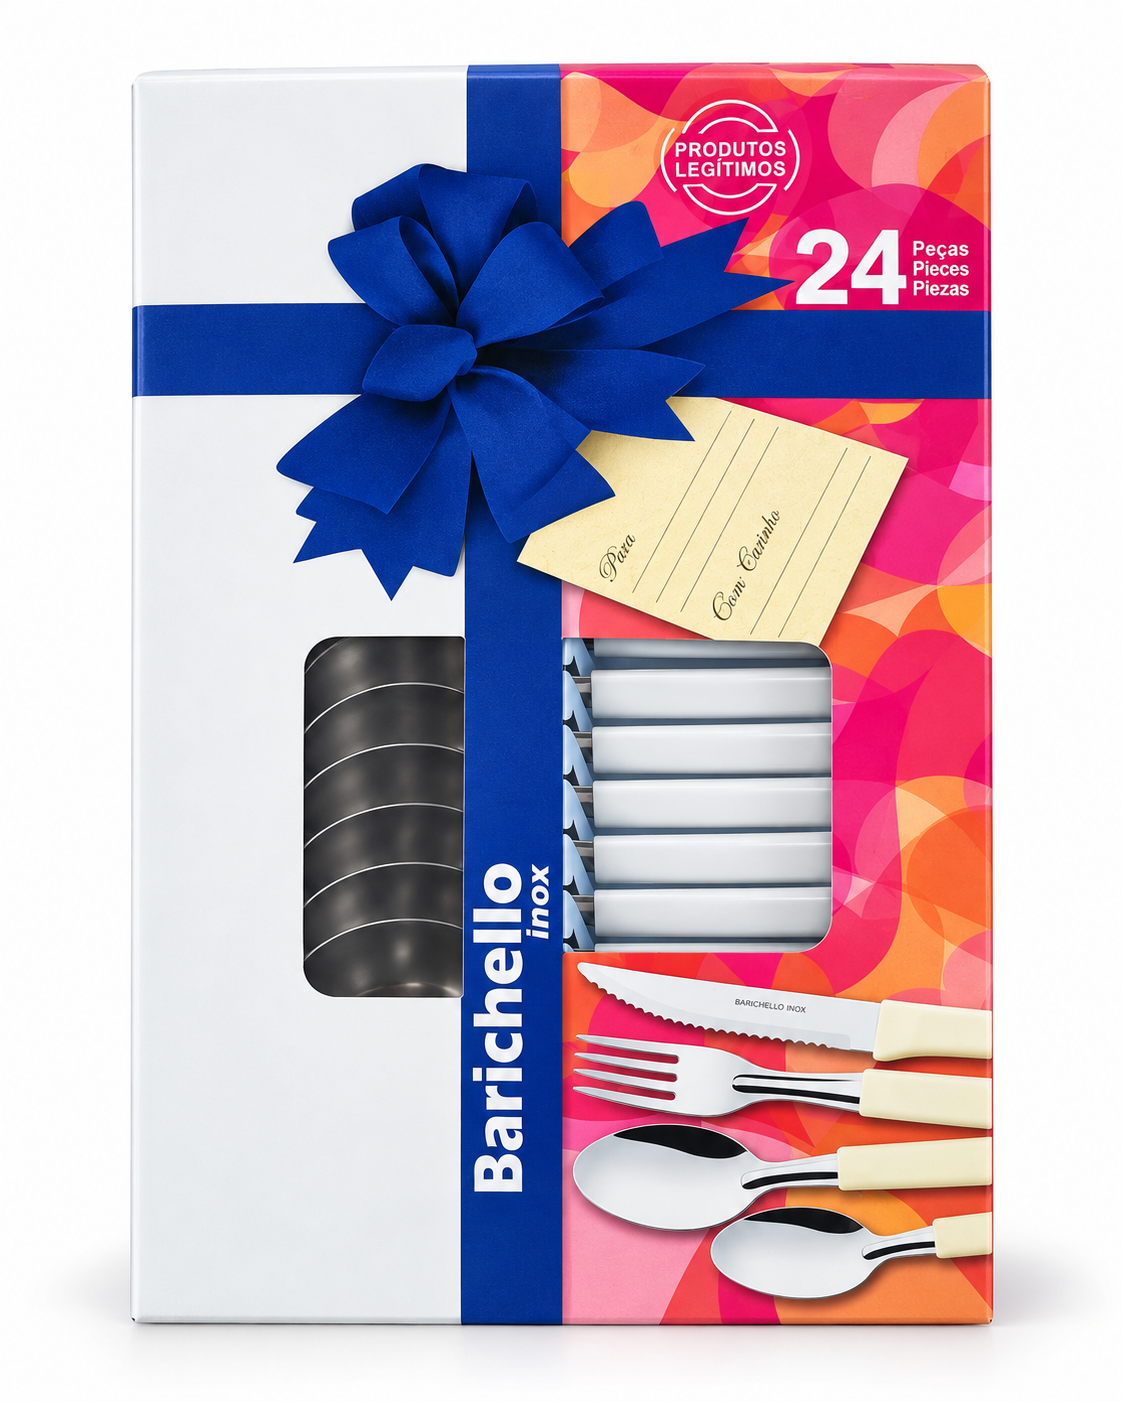 PRODUTOS
LEGÍTIMOS
24 Peças
Pieces
Piezas
Para
Com Carinho
Barichello
inox
BARICHELLO INOX